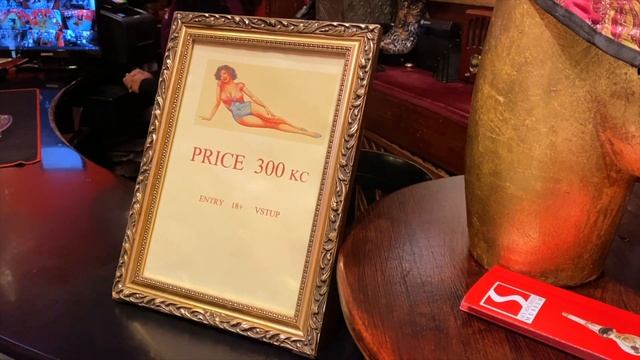 PRICE 300 KC
ENTRY 18+ VSTUP